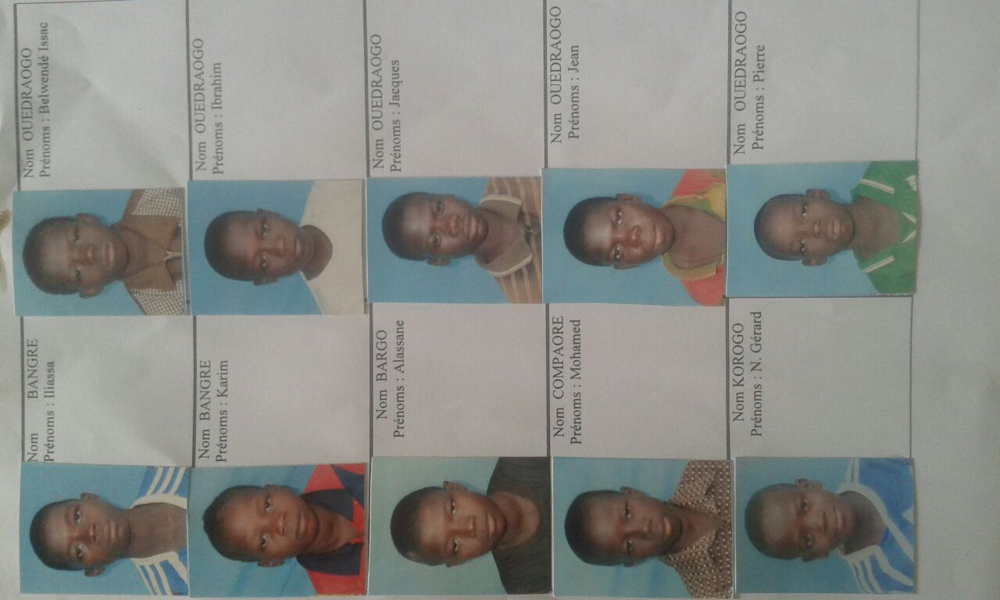 Nom BANGRE
Prénoms : Iliassa
Nom OUEDRAOGO
Prénoms : Belwendé Issac
Nom BANGRE
Prénoms : Karim
Nom OUEDRAOGO
Prénoms : Ibrahim
Nom BARGO
Prénoms : Alassane
Nom OUEDRAOGO
Prénoms : Jacques
Nom COMPAORE
Prénoms : Mohamed
Nom OUEDRAOGO
Prénoms : Jean
Nom KOROGO
Prénoms : N. Gérard
Nom OUEDRAOGO
Prénoms : Pierre